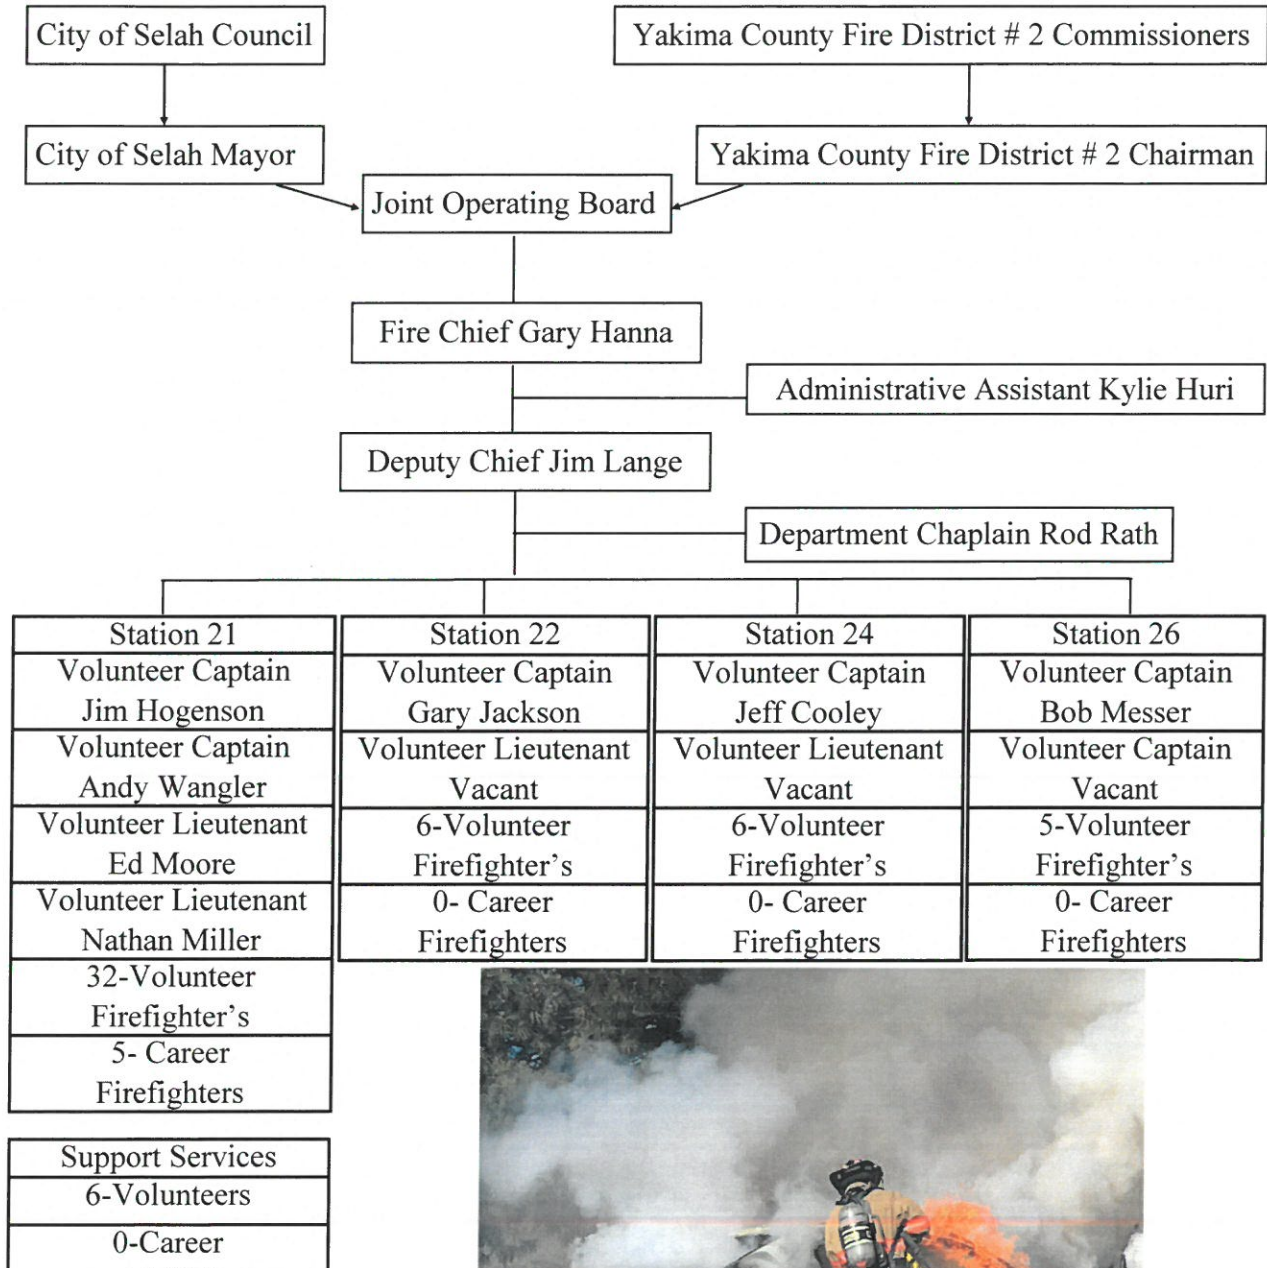 City of Selah Council
Yakima County Fire District # 2 Commissioners
City of Selah Mayor
Yakima County Fire District # 2 Chairman
Joint Operating Board
Fire Chief Gary Hanna
Administrative Assistant Kylie Huri
Deputy Chief Jim Lange
Department Chaplain Rod Rath
Station 21
Volunteer Captain
Jim Hogenson
Volunteer Captain
Andy Wangler
Volunteer Lieutenant
Ed Moore
Volunteer Lieutenant
Nathan Miller
32-Volunteer
Firefighter's
5- Career
Firefighters
Station 22
Volunteer Captain
Gary Jackson
Volunteer Lieutenant
Vacant
6-Volunteer
Firefighter's
0- Career
Firefighters
Station 24
Volunteer Captain
Jeff Cooley
Volunteer Lieutenant
Vacant
6-Volunteer
Firefighter's
0- Career
Firefighters
Station 26
Volunteer Captain
Bob Messer
Volunteer Captain
Vacant
5-Volunteer
Firefighter's
0- Career
Firefighters
Support Services
6-Volunteers
0-Career